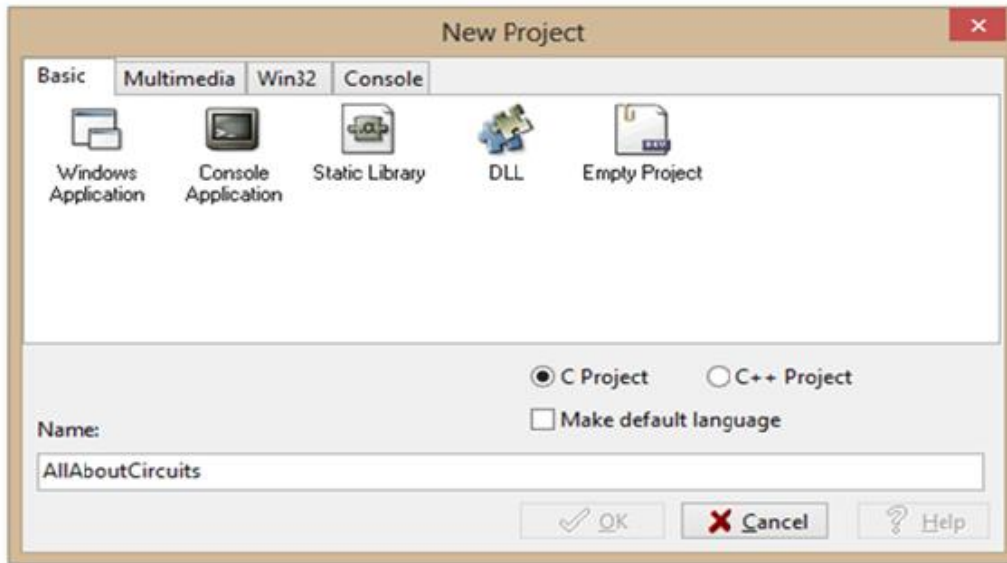 New Project
Basic
Multimedia
Win32
Console
Windows Application
Console Application
Static Library
DLL
Empty Project
C Project
C++ Project
Make default language
Name:
AllAboutCircuits
OK
Cancel
Help